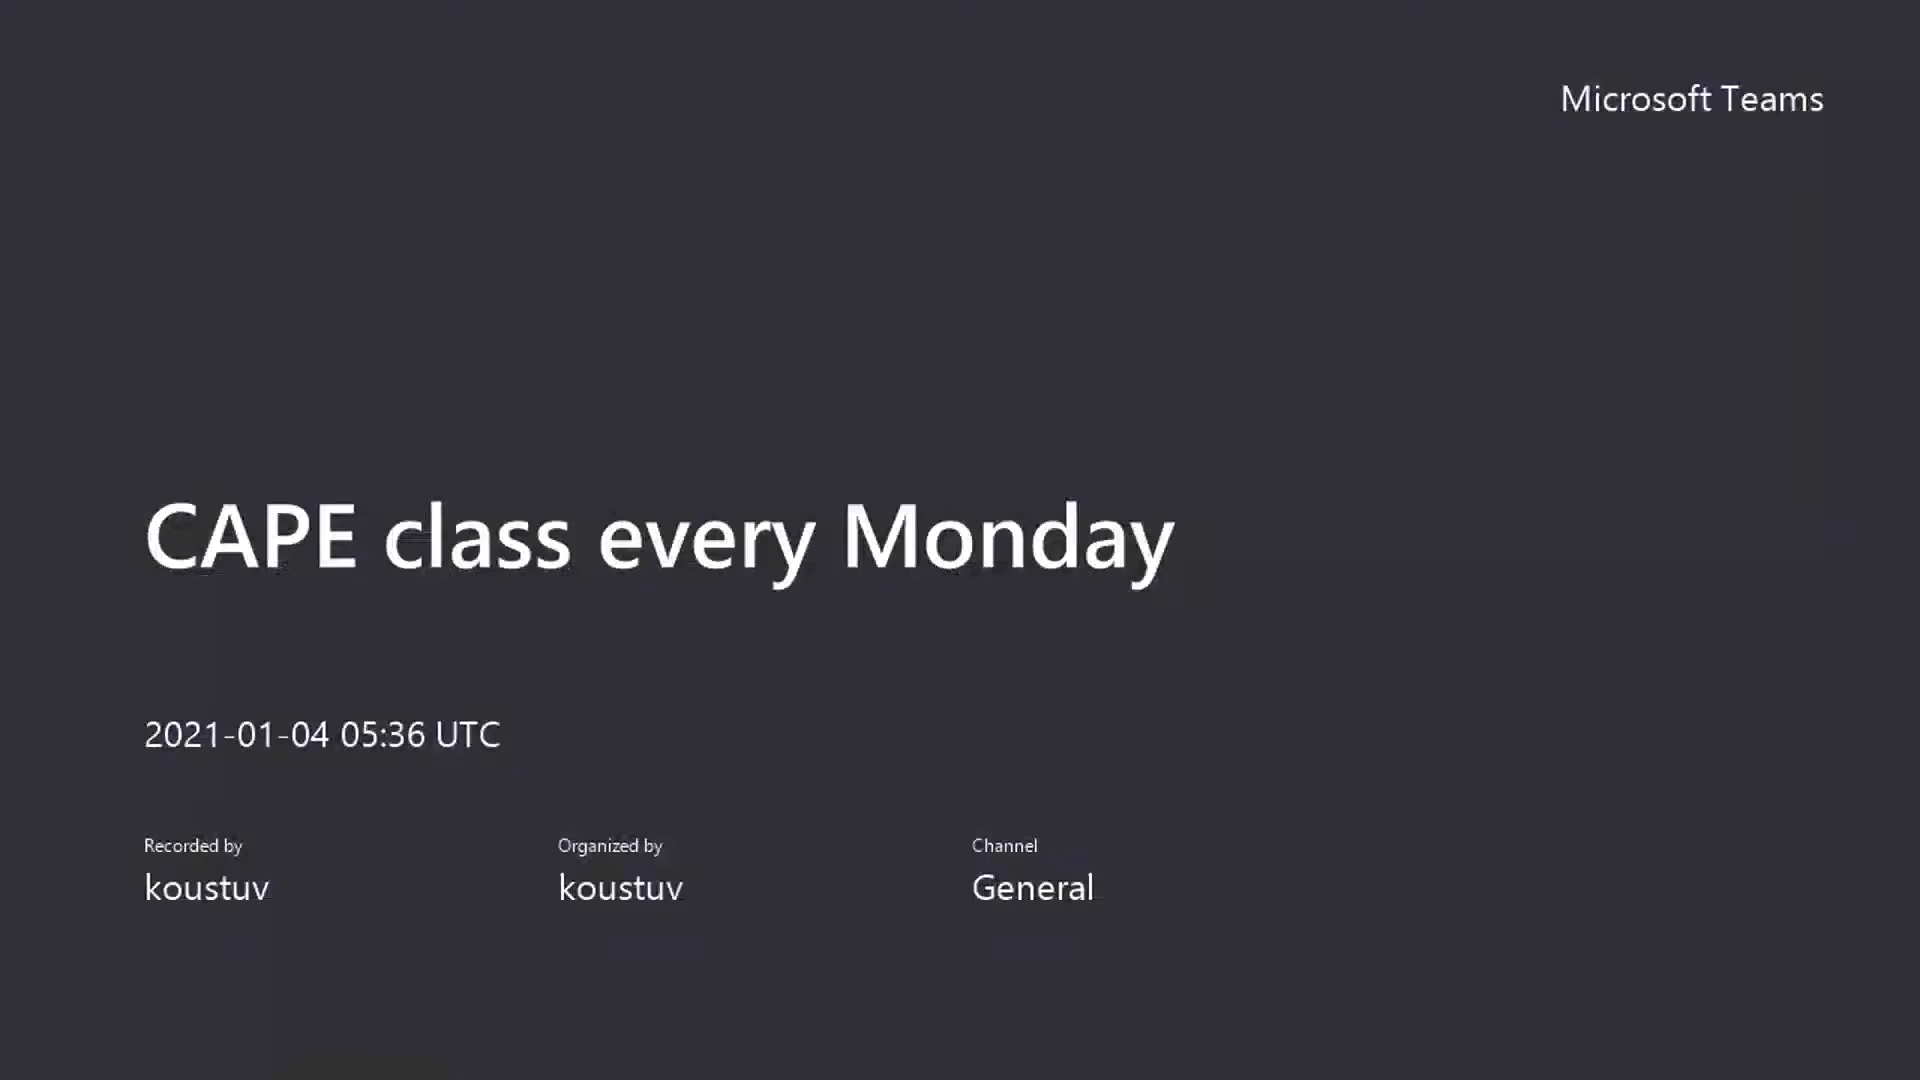 Microsoft Teams
CAPE class every Monday
2021-01-04 05:36 UTC
Recorded by
koustuv
Organized by
koustuv
Channel
General